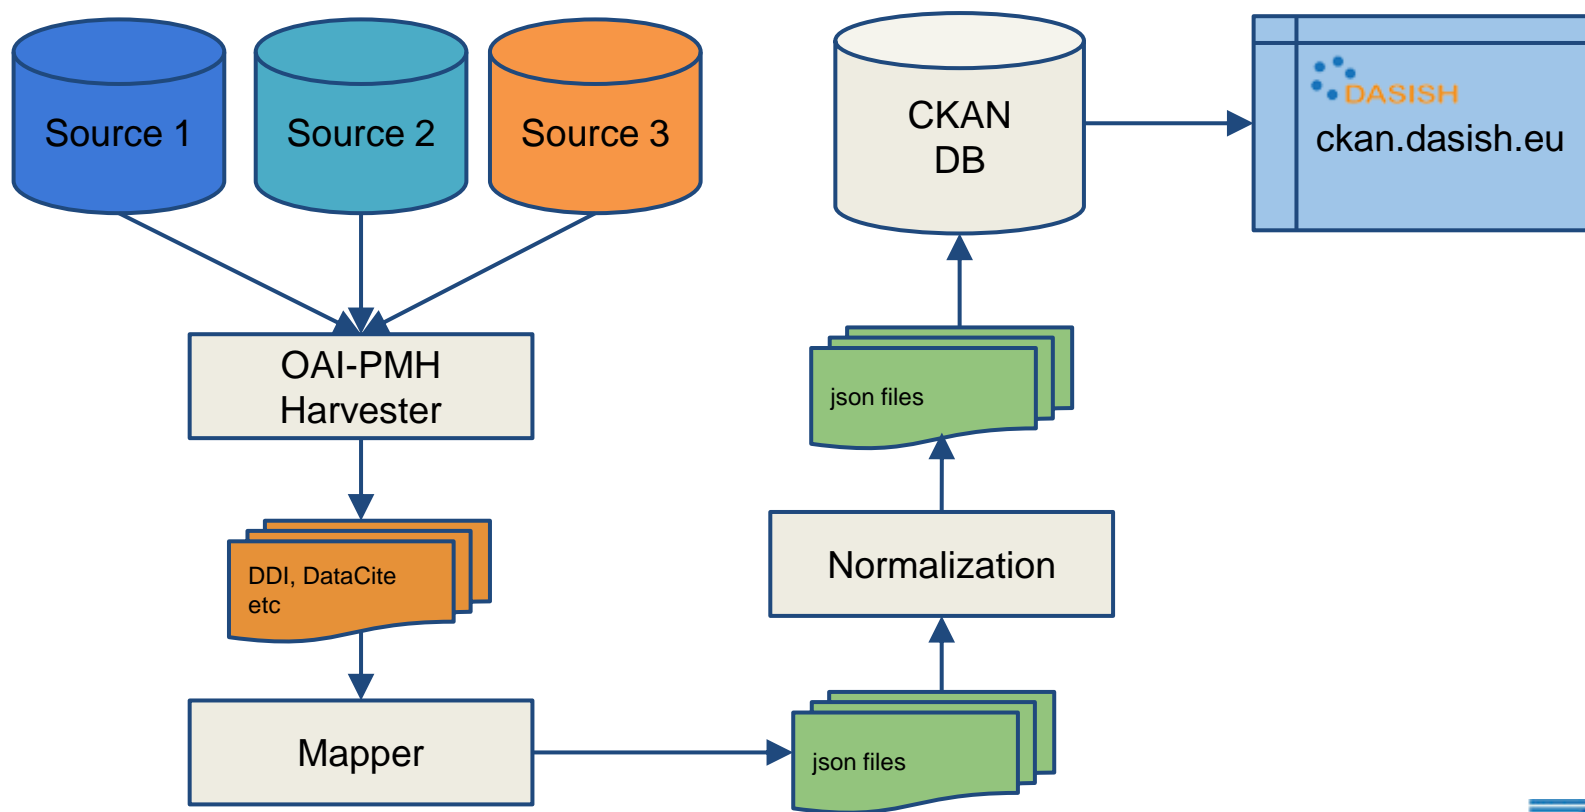 Source 1
Source 2
Source 3
CKAN
DB
DASISH
ckan.dasish.eu
OAI-PMH
Harvester
json files
DDI, DataCite
etc
Normalization
Mapper
json files